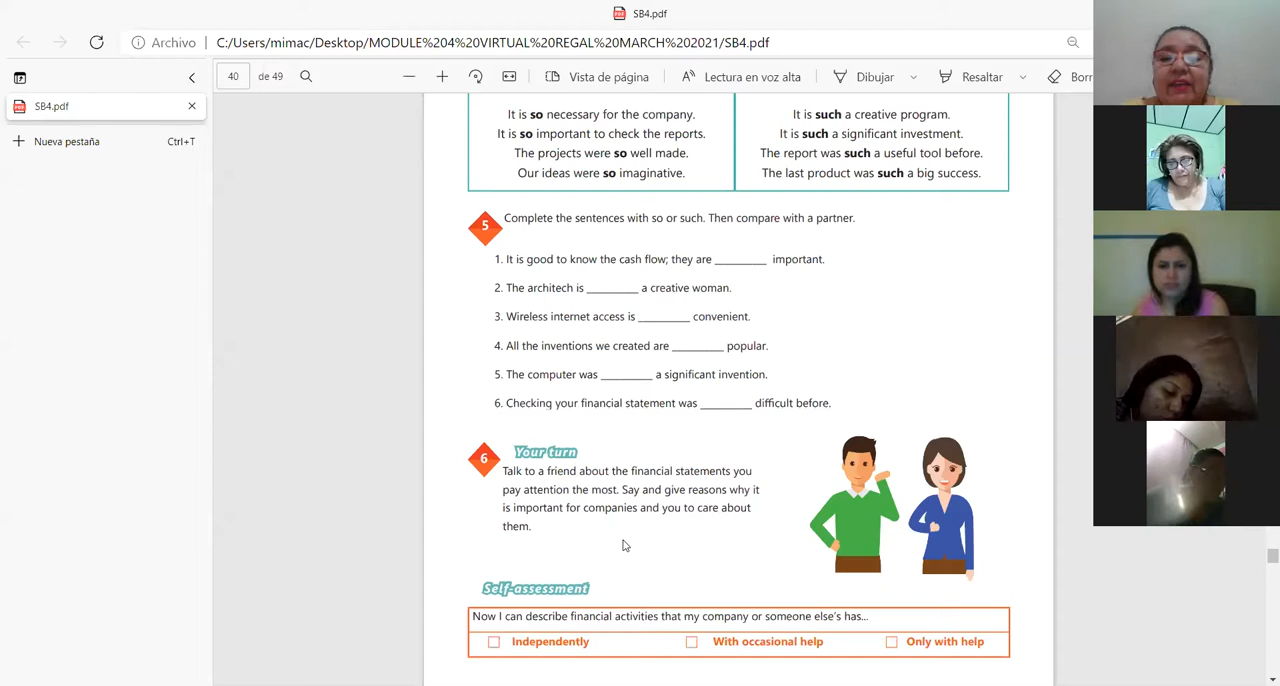 SB4.pdf
Archivo C:/Users/mimac/Desktop/MODULE%204%20VIRTUAL%20REGAL%20MARCH%202021/SB4.pdf
40 de 49 Vista de página Lectura en voz alta Dibujar Resaltar Borr
SB4.pdf
Nueva pestaña Ctrl+T
It is so necessary for the company.
It is so important to check the reports.
The projects were so well made.
Our ideas were so imaginative.
It is such a creative program.
It is such a significant investment.
The report was such a useful tool before.
The last product was such a big success.
5 Complete the sentences with so or such. Then compare with a partner.
1. It is good to know the cash flow; they are ________ important.
2. The architech is ________ a creative woman.
3. Wireless internet access is ________ convenient.
4. All the inventions we created are ________ popular.
5. The computer was ________ a significant invention.
6. Checking your financial statement was ________ difficult before.
6 Your turn
Talk to a friend about the financial statements you
pay attention the most. Say and give reasons why it
is important for companies and you to care about
them.
Self-assessment
Now I can describe financial activities that my company or someone else's has...
Independently With occasional help Only with help